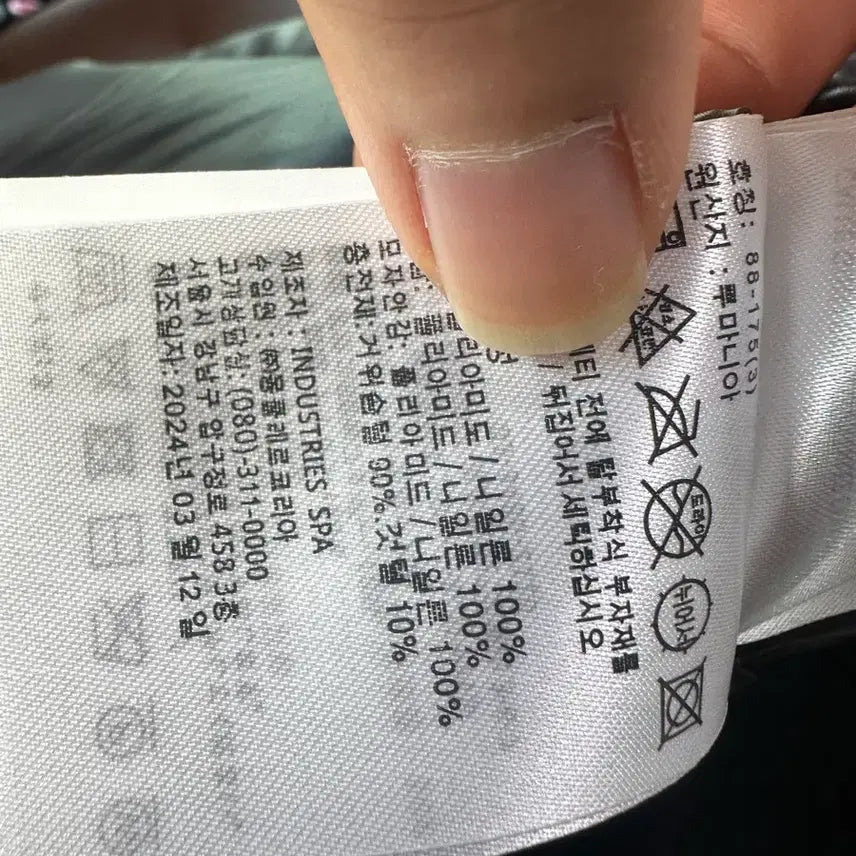 호칭: 88-175(3)
원산지 : 루마니아
드라이
뉘어서
세탁 전에 탈부착식 부자재를
/ 뒤집어서 세탁하십시오
폴리아미드 / 나일론 100%
폴리아미드 / 나일론 100%
모자안감: 폴리아미드 / 나일론 100%
충전재: 거위솜털 90%. 깃털 10%
제조자 : INDUSTRIES SPA
수입원 : ㈜몽클레르코리아
고객상담실: (080)-311-0000
서울시 강남구 압구정로 458 3층
제조일자: 2024년 03 월 12 일